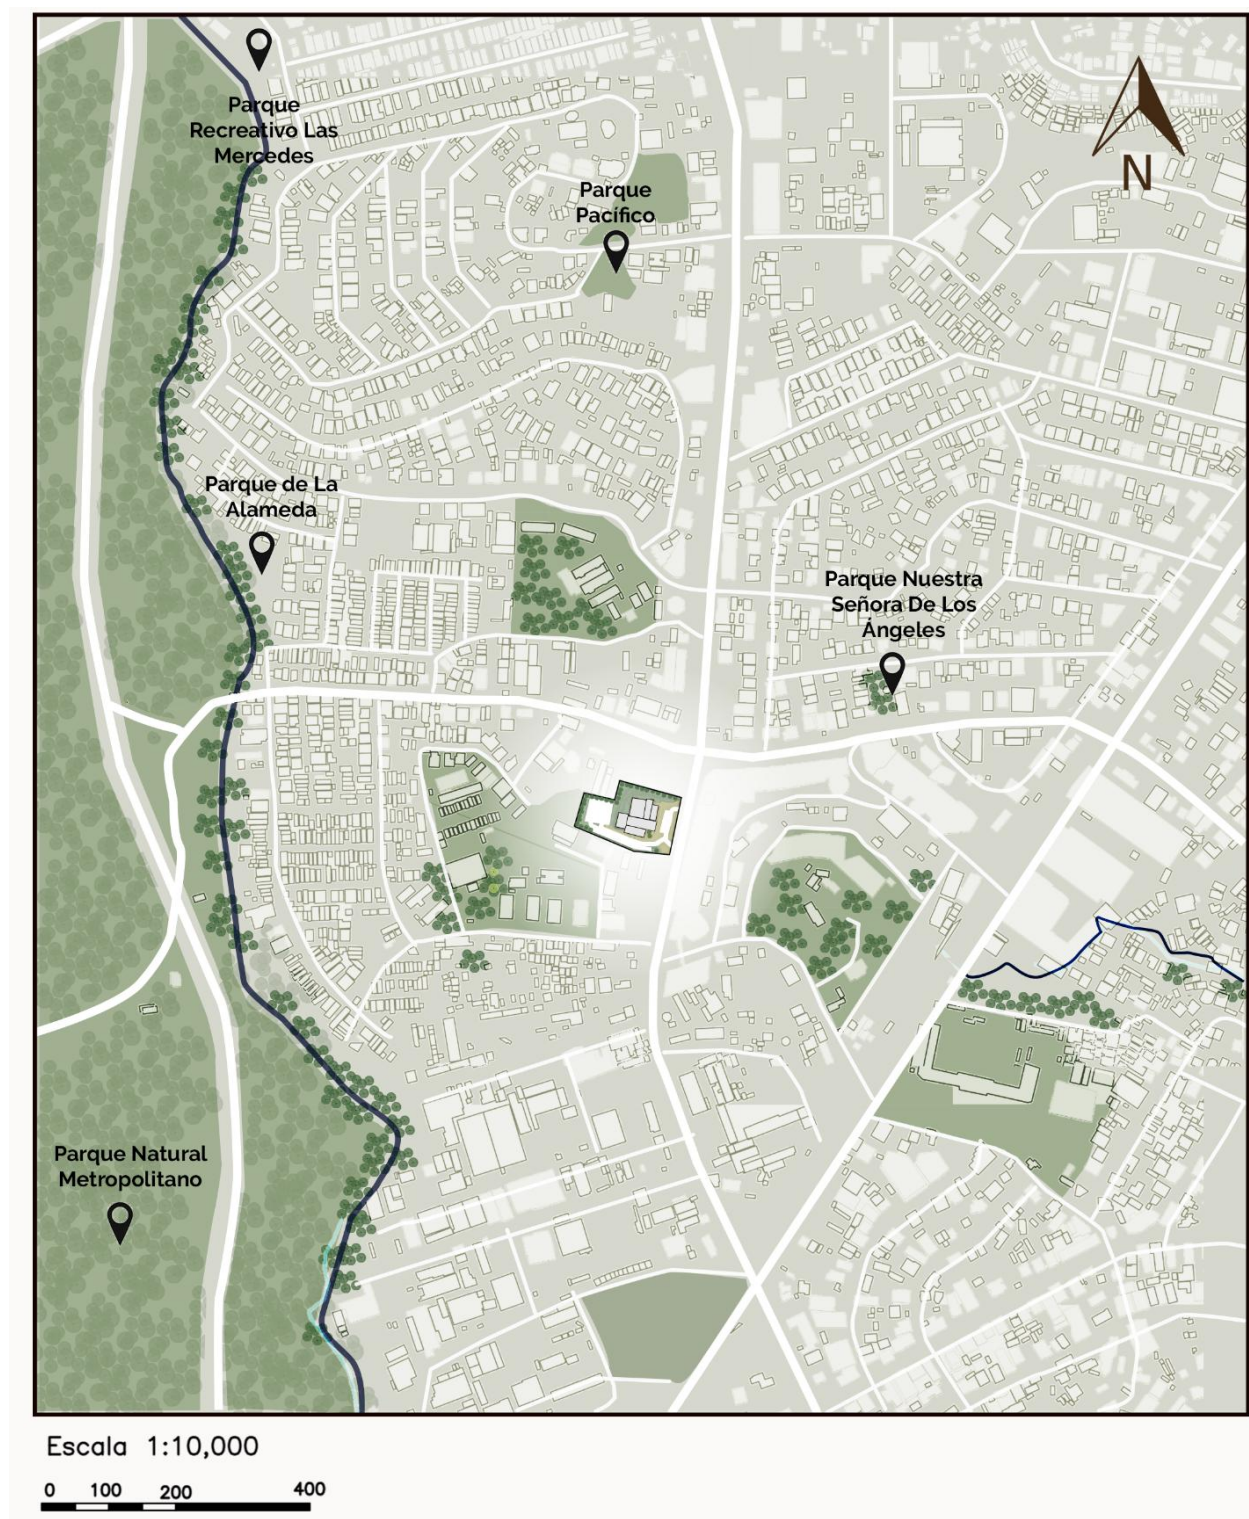 Parque
Recreativo Las
Mercedes
N
Parque
Pacífico
Parque de La
Alameda
Parque Nuestra
Señora De Los
Ángeles
Parque Natural
Metropolitano
Escala 1:10,000
0 100 200 400